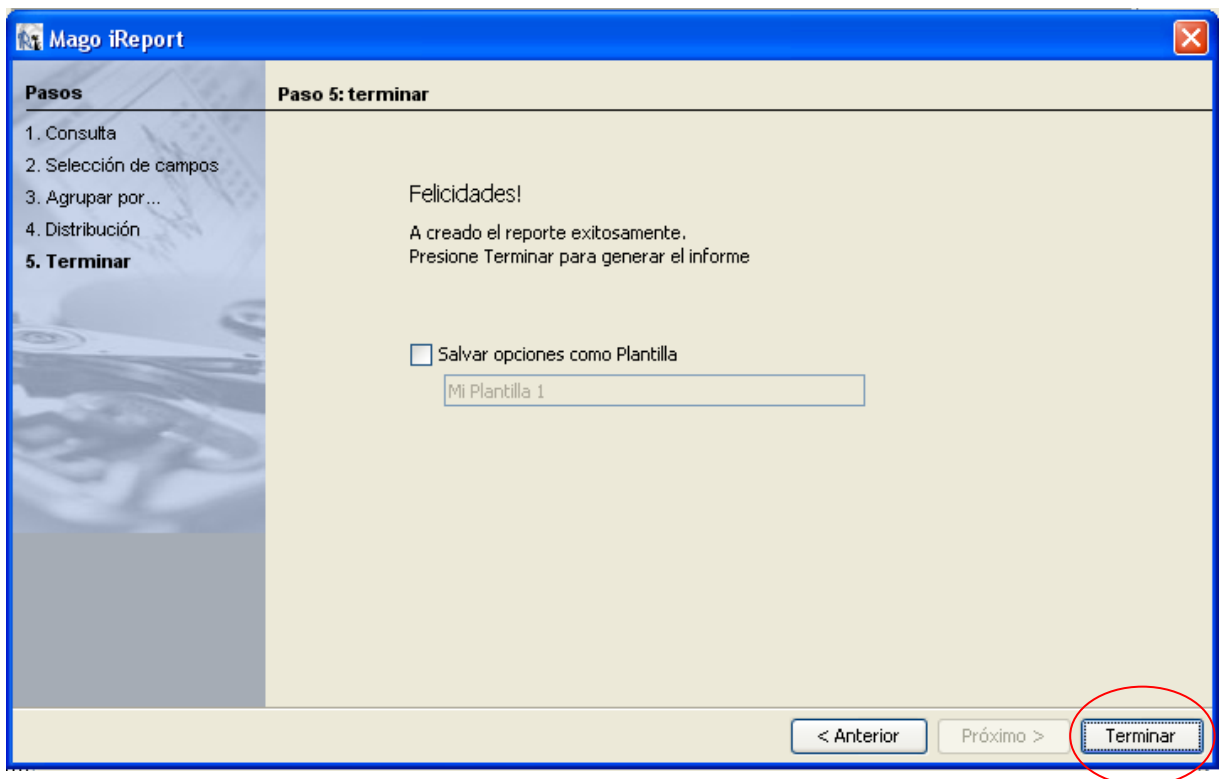 Mago iReport
Pasos
1. Consulta
2. Selección de campos
3. Agrupar por...
4. Distribución
5. Terminar
Paso 5: terminar
Felicidades!
A creado el reporte exitosamente.
Presione Terminar para generar el informe
Salvar opciones como Plantilla
Mi Plantilla 1
< Anterior
Próximo >
Terminar